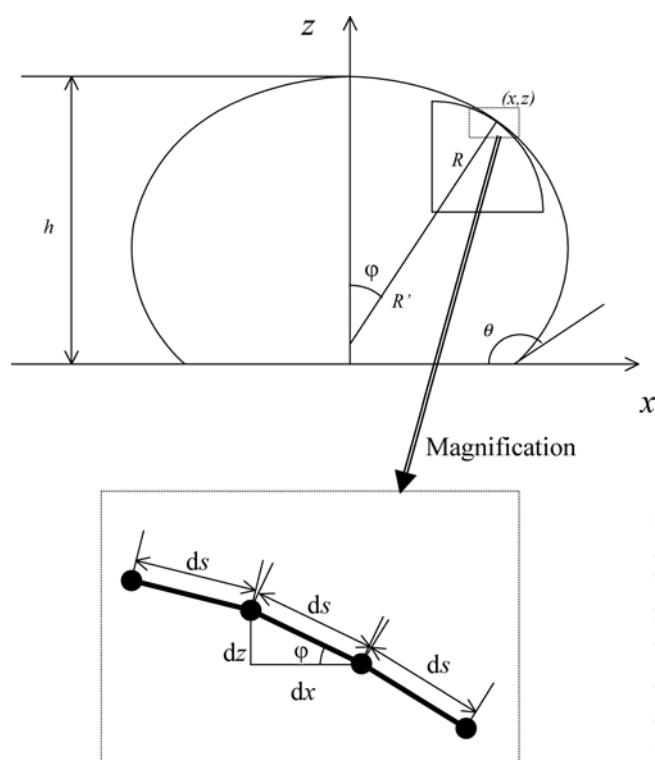 z
(x,z)
R
h
φ
R’
θ
x
Magnification
ds
ds
dz
φ
ds
dx